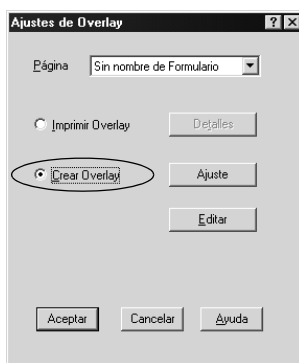 Ajustes de Overlay
Página Sin nombre de Formulario
Imprimir Overlay Detalles
Crear Overlay Ajuste
Editar
Aceptar Cancelar Ayuda